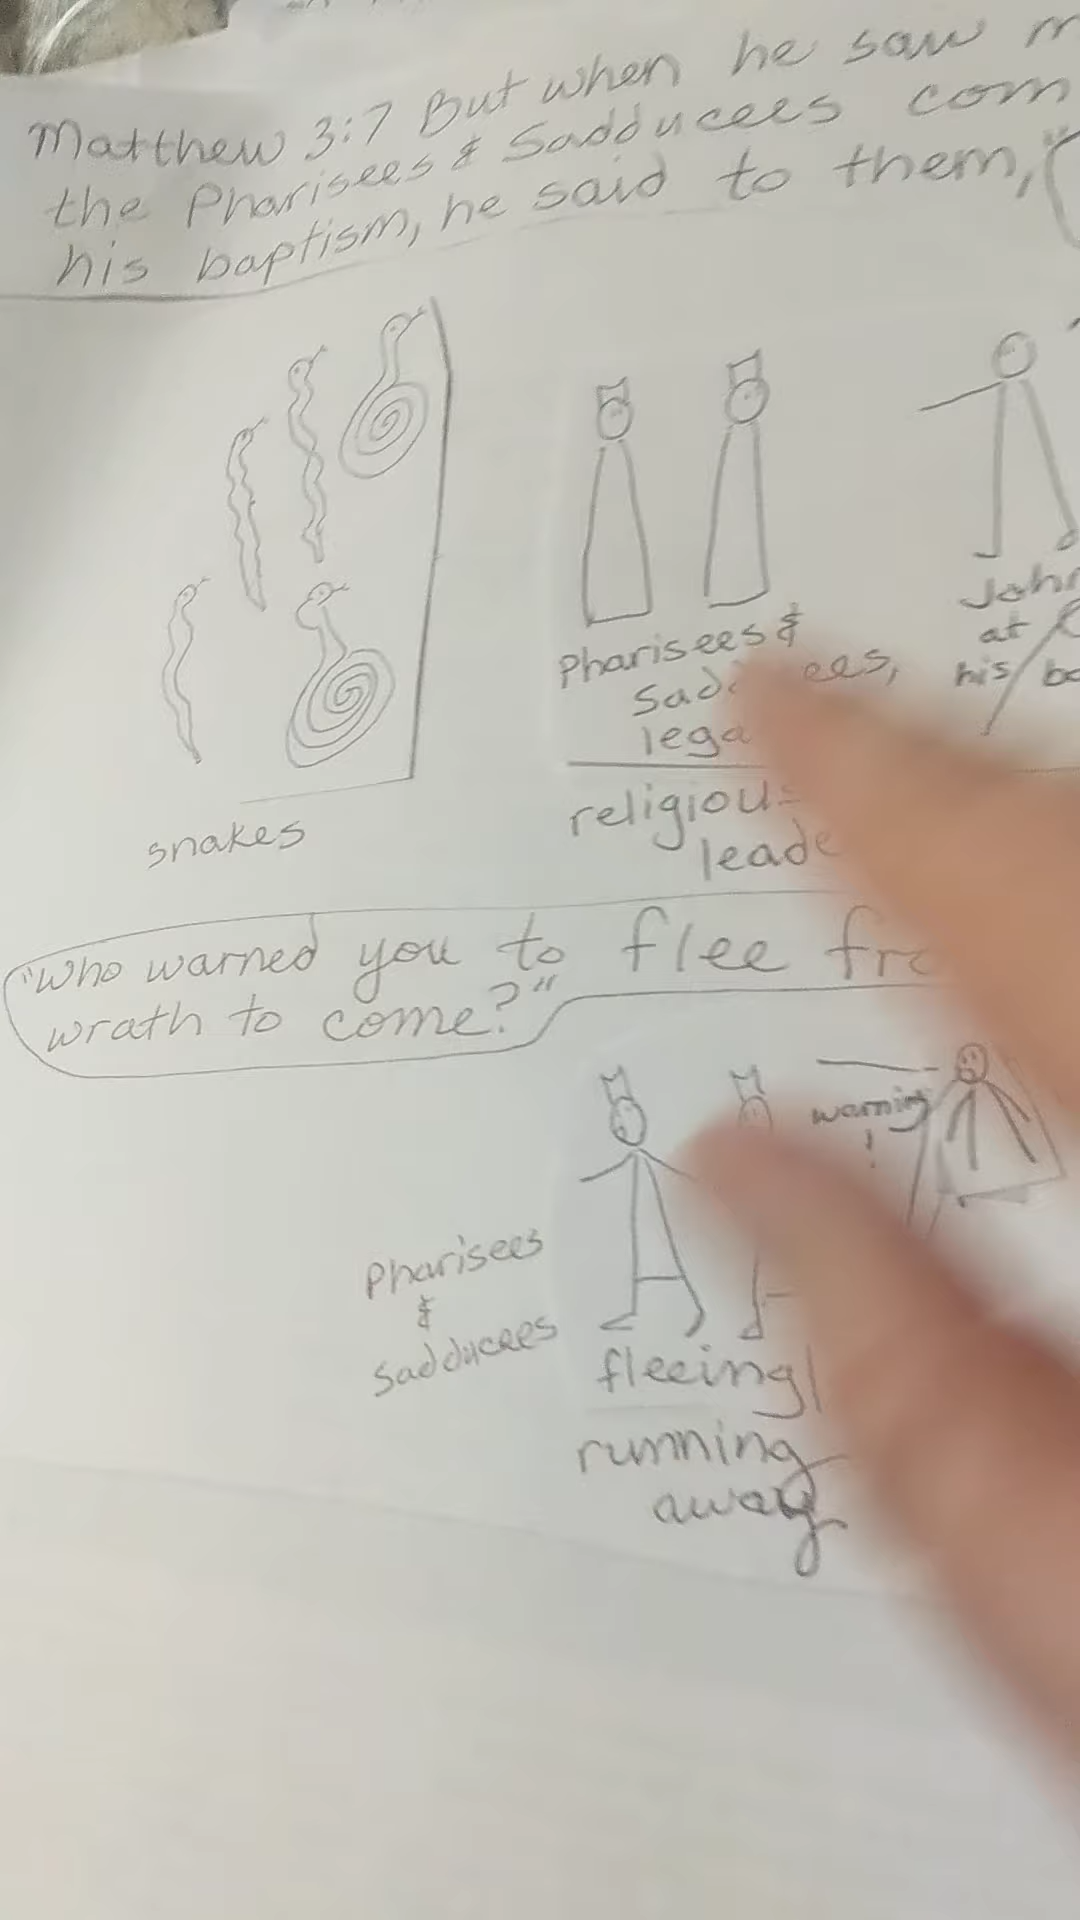 Matthew 3:7 But when he saw
the Pharisees & Sadducees com
his baptism, he said to them,
Pharisees &
legal
religious
snakes
John
at
his
"Who warned you to flee
wrath to come?"
warning
!
Pharisees
&
Sadducees
fleeing
running
away